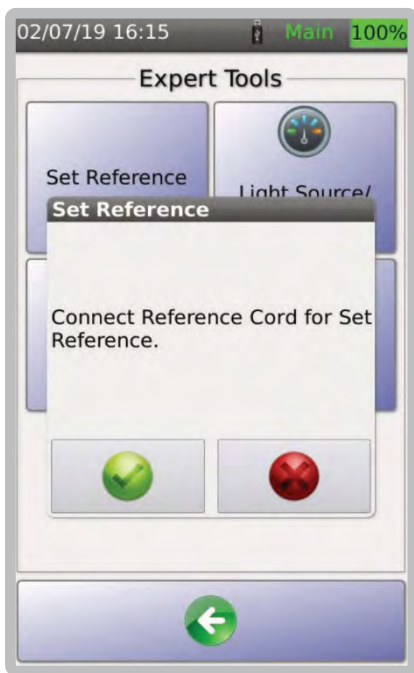 02/07/19 16:15 Main 100%
Expert Tools
Set Reference
Light Source/
Set Reference
Connect Reference Cord for Set
Reference.